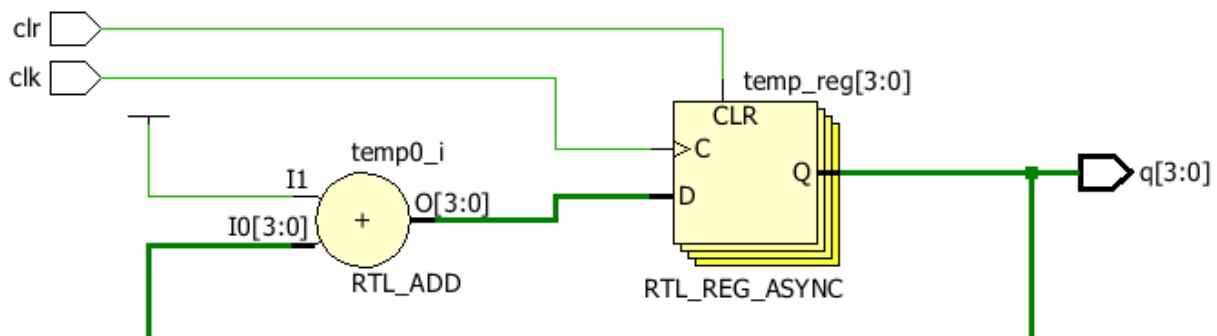 clr
clk
temp_reg[3:0]
CLR
C
temp0_i
I1
Q
q[3:0]
D
O[3:0]
+
I0[3:0]
RTL_ADD
RTL_REG_ASYNC